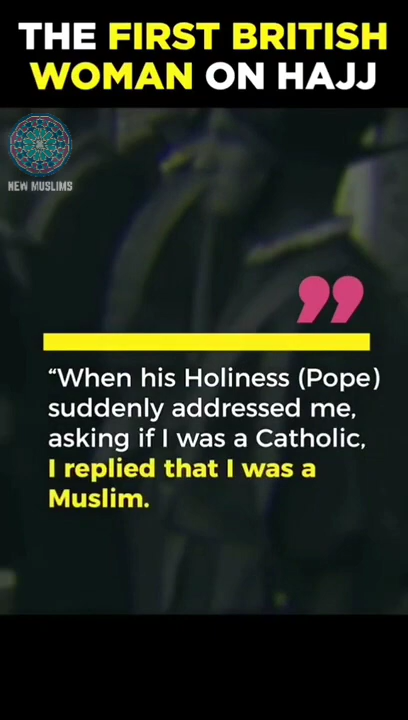 THE FIRST BRITISH
WOMAN ON HAJJ
NEW MUSLIMS
”
“When his Holiness (Pope)
suddenly addressed me,
asking if I was a Catholic,
I replied that I was a
Muslim.